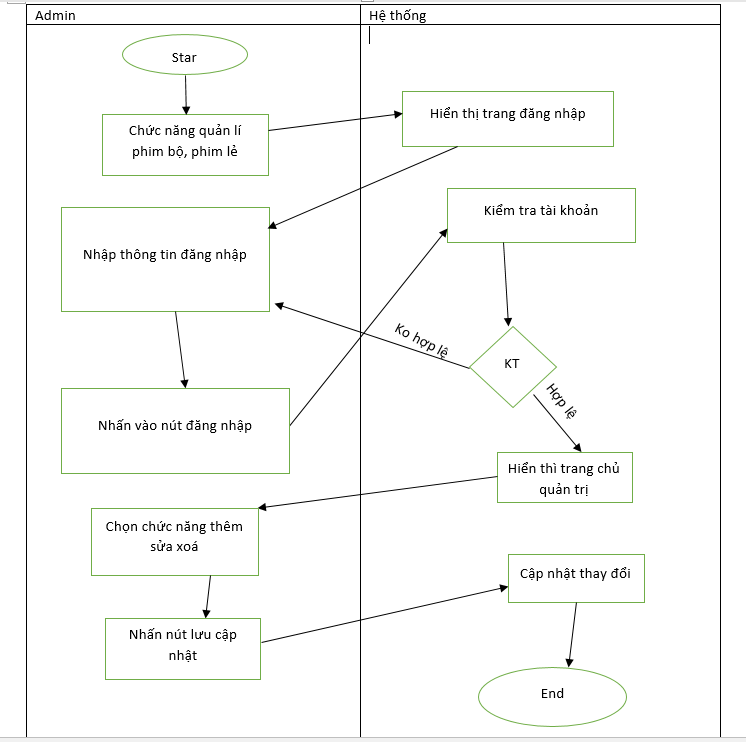 Admin
Hệ thống
Star
Chức năng quản lí
phim bộ, phim lẻ
Hiển thị trang đăng nhập
Nhập thông tin đăng nhập
Kiểm tra tài khoản
Ko hợp lệ
KT
Hợp lệ
Nhấn vào nút đăng nhập
Hiển thì trang chủ
quản trị
Chọn chức năng thêm
sửa xoá
Cập nhật thay đổi
Nhấn nút lưu cập
nhật
End